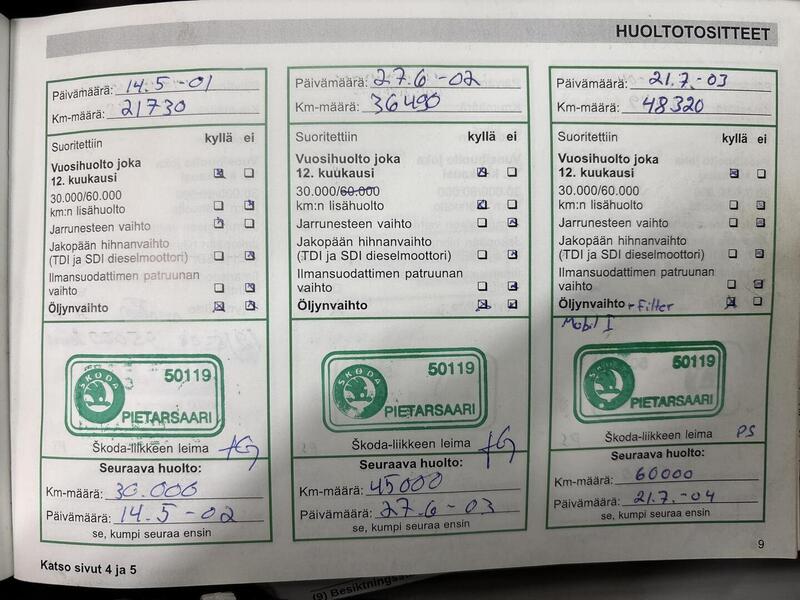 HUOLTOTOSITTEET
Päivämäärä: 14.5 -01
Km-määrä: 21730
Suoritettiin kyllä ei
Vuosihuolto joka
12. kuukausi
30.000/60.000
km:n lisähuolto
Jarrunesteen vaihto
Jakopään hihnanvaihto
(TDI ja SDI dieselmoottori)
Ilmansuodattimen patruunan
vaihto
Öljynvaihto
ŠKODA
50119
PIETARSAARI
Škoda-liikkeen leima
Seuraava huolto:
Km-määrä: 30.000
Päivämäärä: 14.5 -02
se, kumpi seuraa ensin
Päivämäärä: 27.6 -02
Km-määrä: 36490
Suoritettiin kyllä ei
Vuosihuolto joka
12. kuukausi
30.000/60.000
km:n lisähuolto
Jarrunesteen vaihto
Jakopään hihnanvaihto
(TDI ja SDI dieselmoottori)
Ilmansuodattimen patruunan
vaihto
Öljynvaihto
ŠKODA
50119
PIETARSAARI
Škoda-liikkeen leima
Seuraava huolto:
Km-määrä: 45000
Päivämäärä: 27.6 -03
se, kumpi seuraa ensin
Päivämäärä: 21.7.-03
Km-määrä: 48320
Suoritettiin kyllä ei
Vuosihuolto joka
12. kuukausi
30.000/60.000
km:n lisähuolto
Jarrunesteen vaihto
Jakopään hihnanvaihto
(TDI ja SDI dieselmoottori)
Ilmansuodattimen patruunan
vaihto
Öljynvaihto + Filter
Mobil I
ŠKODA
50119
PIETARSAARI
Škoda-liikkeen leima PS
Seuraava huolto:
Km-määrä: 60000
Päivämäärä: 21.7.-04
se, kumpi seuraa ensin
9
Katso sivut 4 ja 5